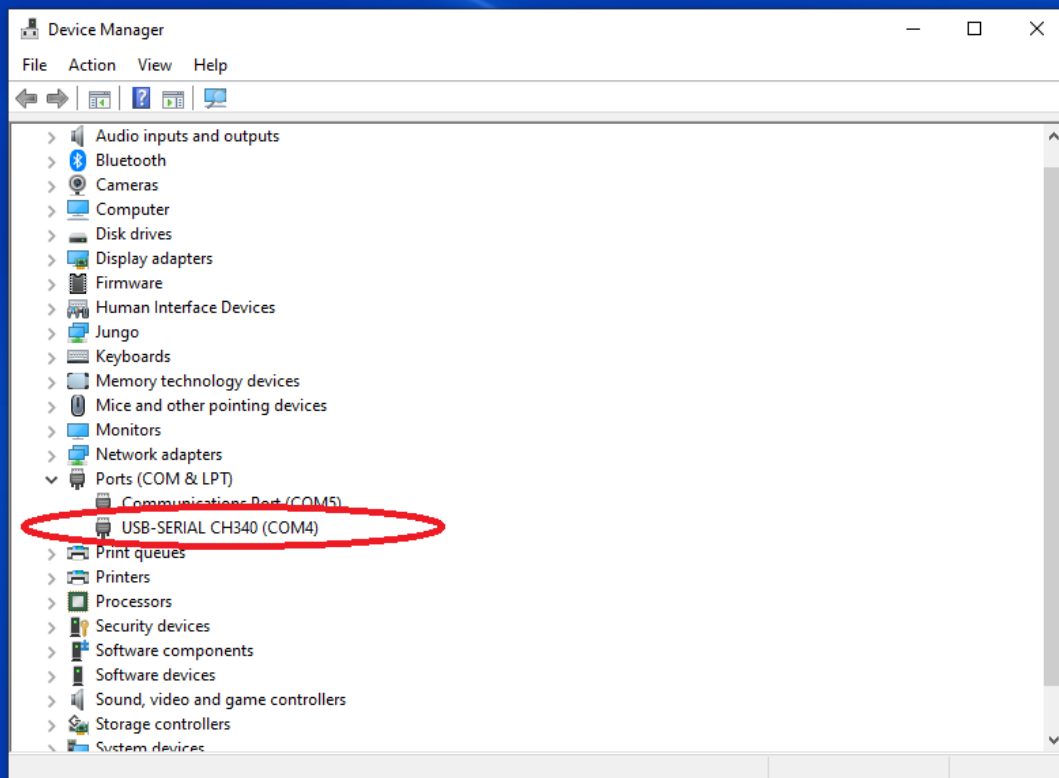 Device Manager
File Action View Help
Audio inputs and outputs
Bluetooth
Cameras
Computer
Disk drives
Display adapters
Firmware
Human Interface Devices
Jungo
Keyboards
Memory technology devices
Mice and other pointing devices
Monitors
Network adapters
Ports (COM & LPT)
Communications Port (COM5)
USB-SERIAL CH340 (COM4)
Print queues
Printers
Processors
Security devices
Software components
Software devices
Sound, video and game controllers
Storage controllers
System devices